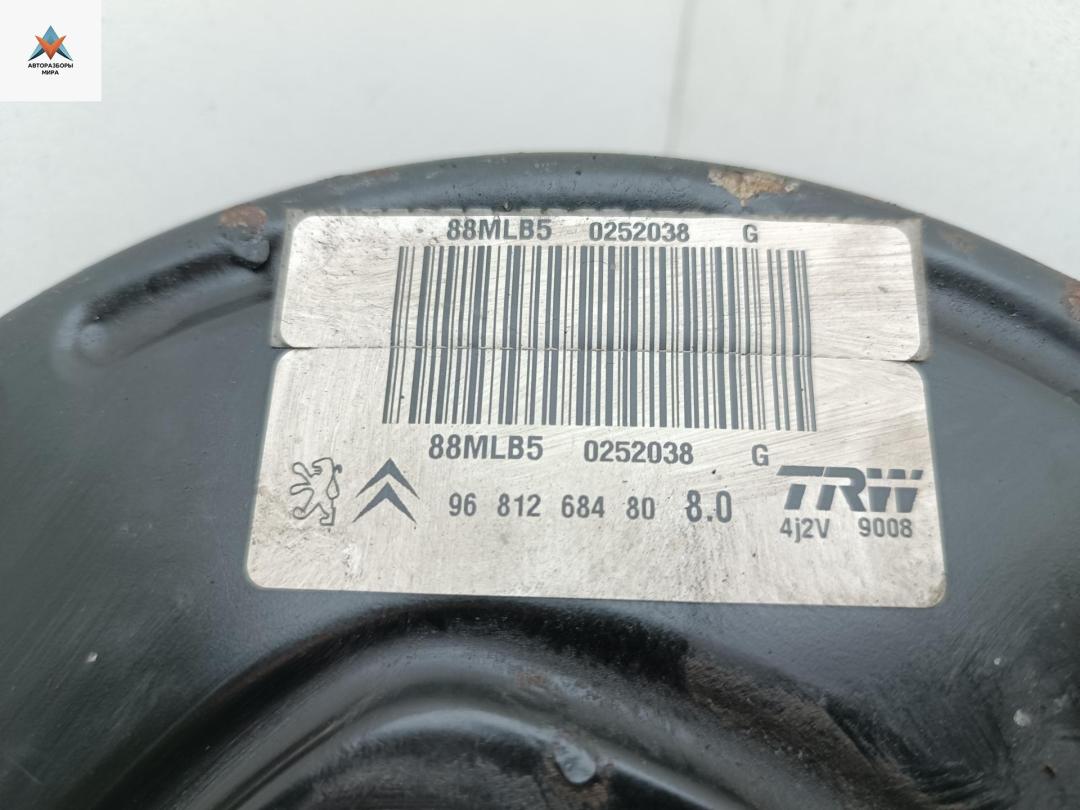 АВТОРАЗБОРЫ
МИРА
88MLB5 0252038 G
88MLB5 0252038 G
96 812 684 80 8.0
TRW
4j2V 9008